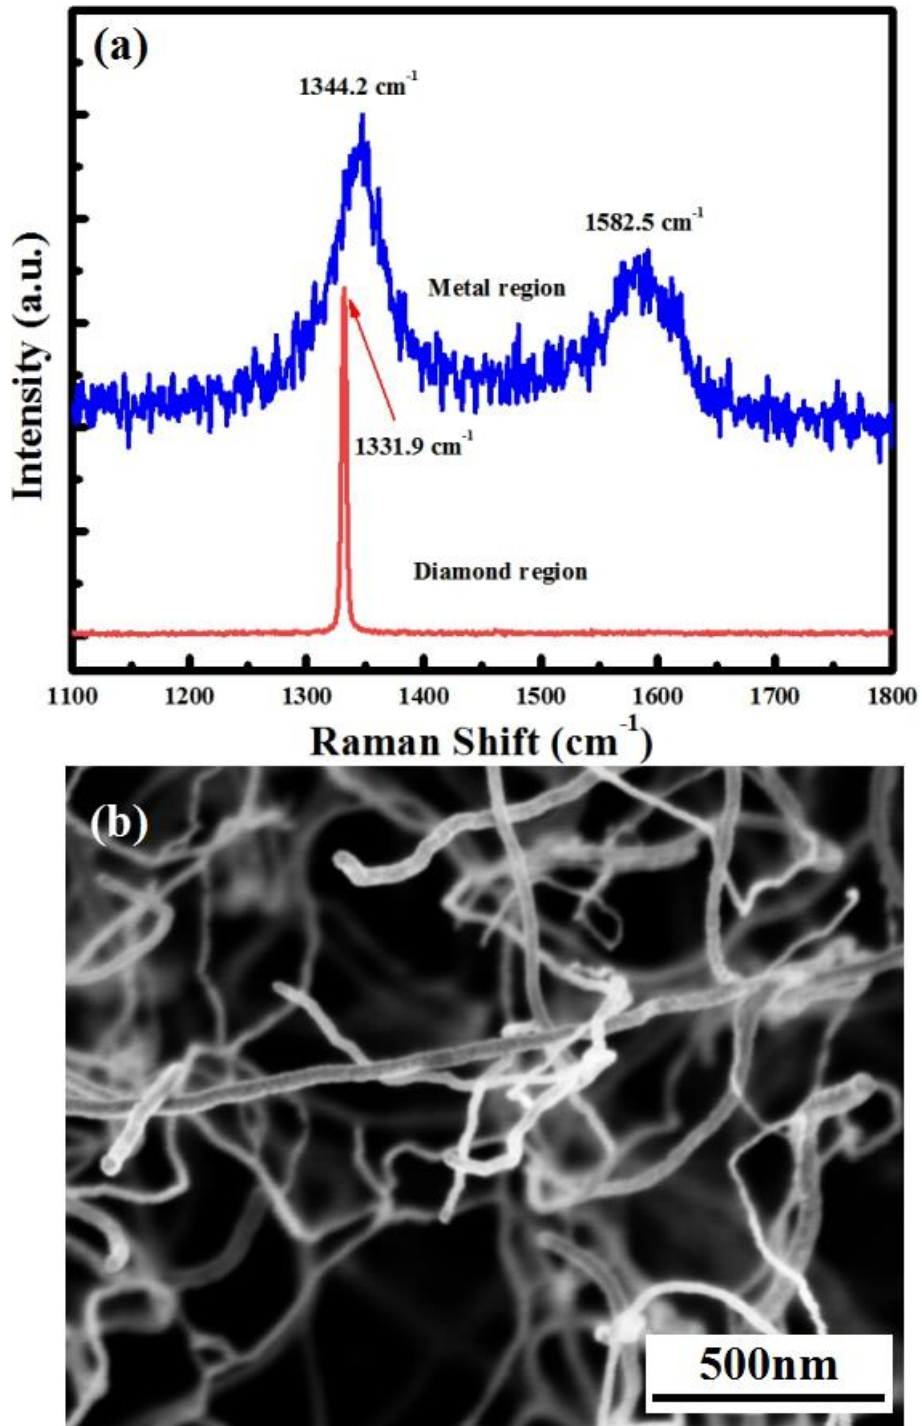 (a)
1344.2 cm⁻¹
1582.5 cm⁻¹
Metal region
1331.9 cm⁻¹
Diamond region
Intensity (a.u.)
1100 1200 1300 1400 1500 1600 1700 1800
Raman Shift (cm⁻¹)
(b)
500nm